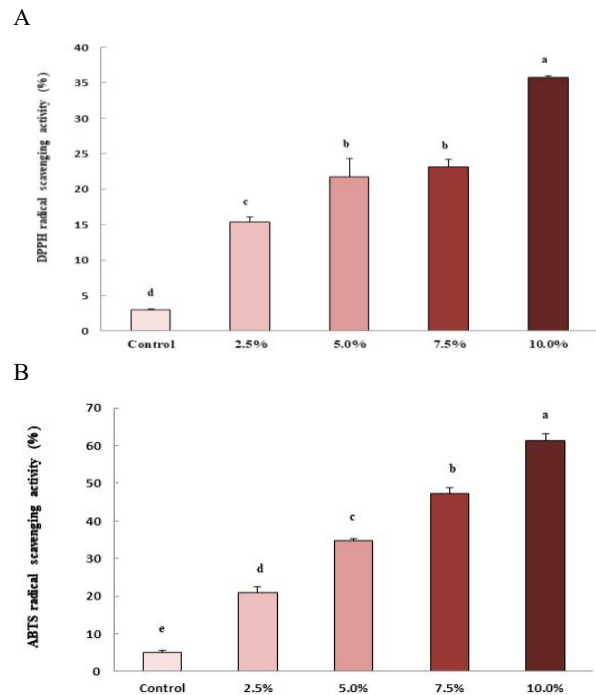 A
40
35
30
25
20
15
10
5
0
DPPH radical scavenging activity (%)
d
c
b
b
a
Control 2.5% 5.0% 7.5% 10.0%
B
70
60
50
40
30
20
10
0
ABTS radical scavenging activity (%)
e
d
c
b
a
Control 2.5% 5.0% 7.5% 10.0%